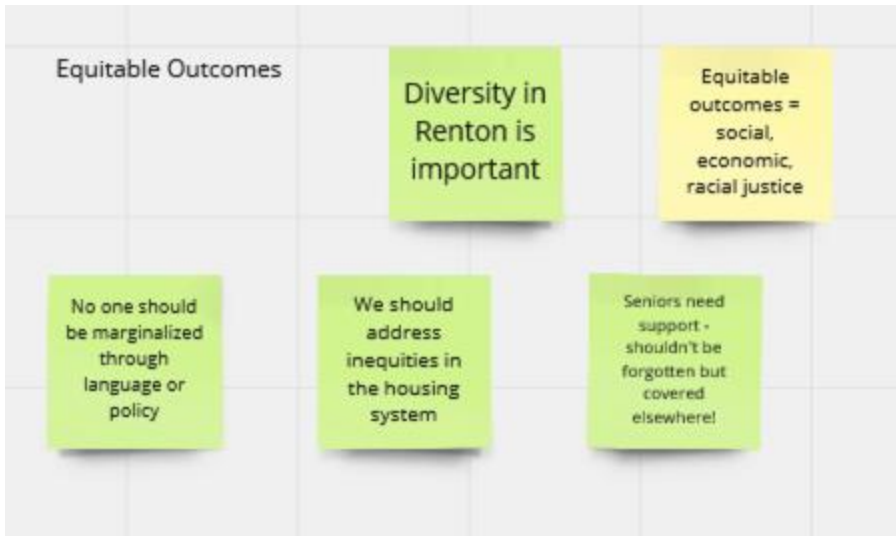 Equitable Outcomes
Diversity in
Renton is
important
Equitable
outcomes =
social,
economic,
racial justice
No one should
be marginalized
through
language or
policy
We should
address
inequities in
the housing
system
Seniors need
support -
shouldn't be
forgotten but
covered
elsewhere!